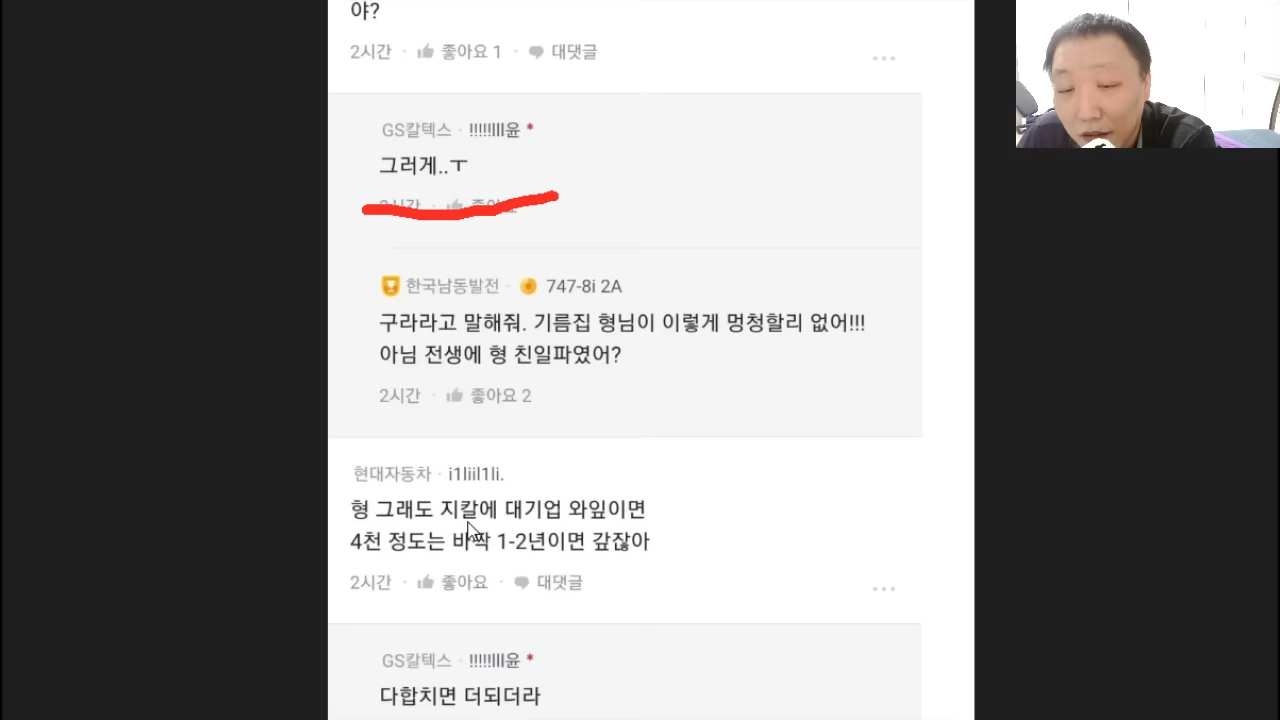 야?
2시간 · 좋아요 1 · 대댓글
GS칼텍스 · !!!!!lll윤 *
그러게..ㅜ
2시간 · 좋아요
한국남동발전 · 747-8i 2A
구라라고 말해줘. 기름집 형님이 이렇게 멍청할리 없어!!!
아님 전생에 형 친일파였어?
2시간 · 좋아요 2
현대자동차 · i1liil1li.
형 그래도 지칼에 대기업 와잎이면
4천 정도는 바짝 1-2년이면 갚잖아
2시간 · 좋아요 · 대댓글
GS칼텍스 · !!!!!lll윤 *
다합치면 더되더라